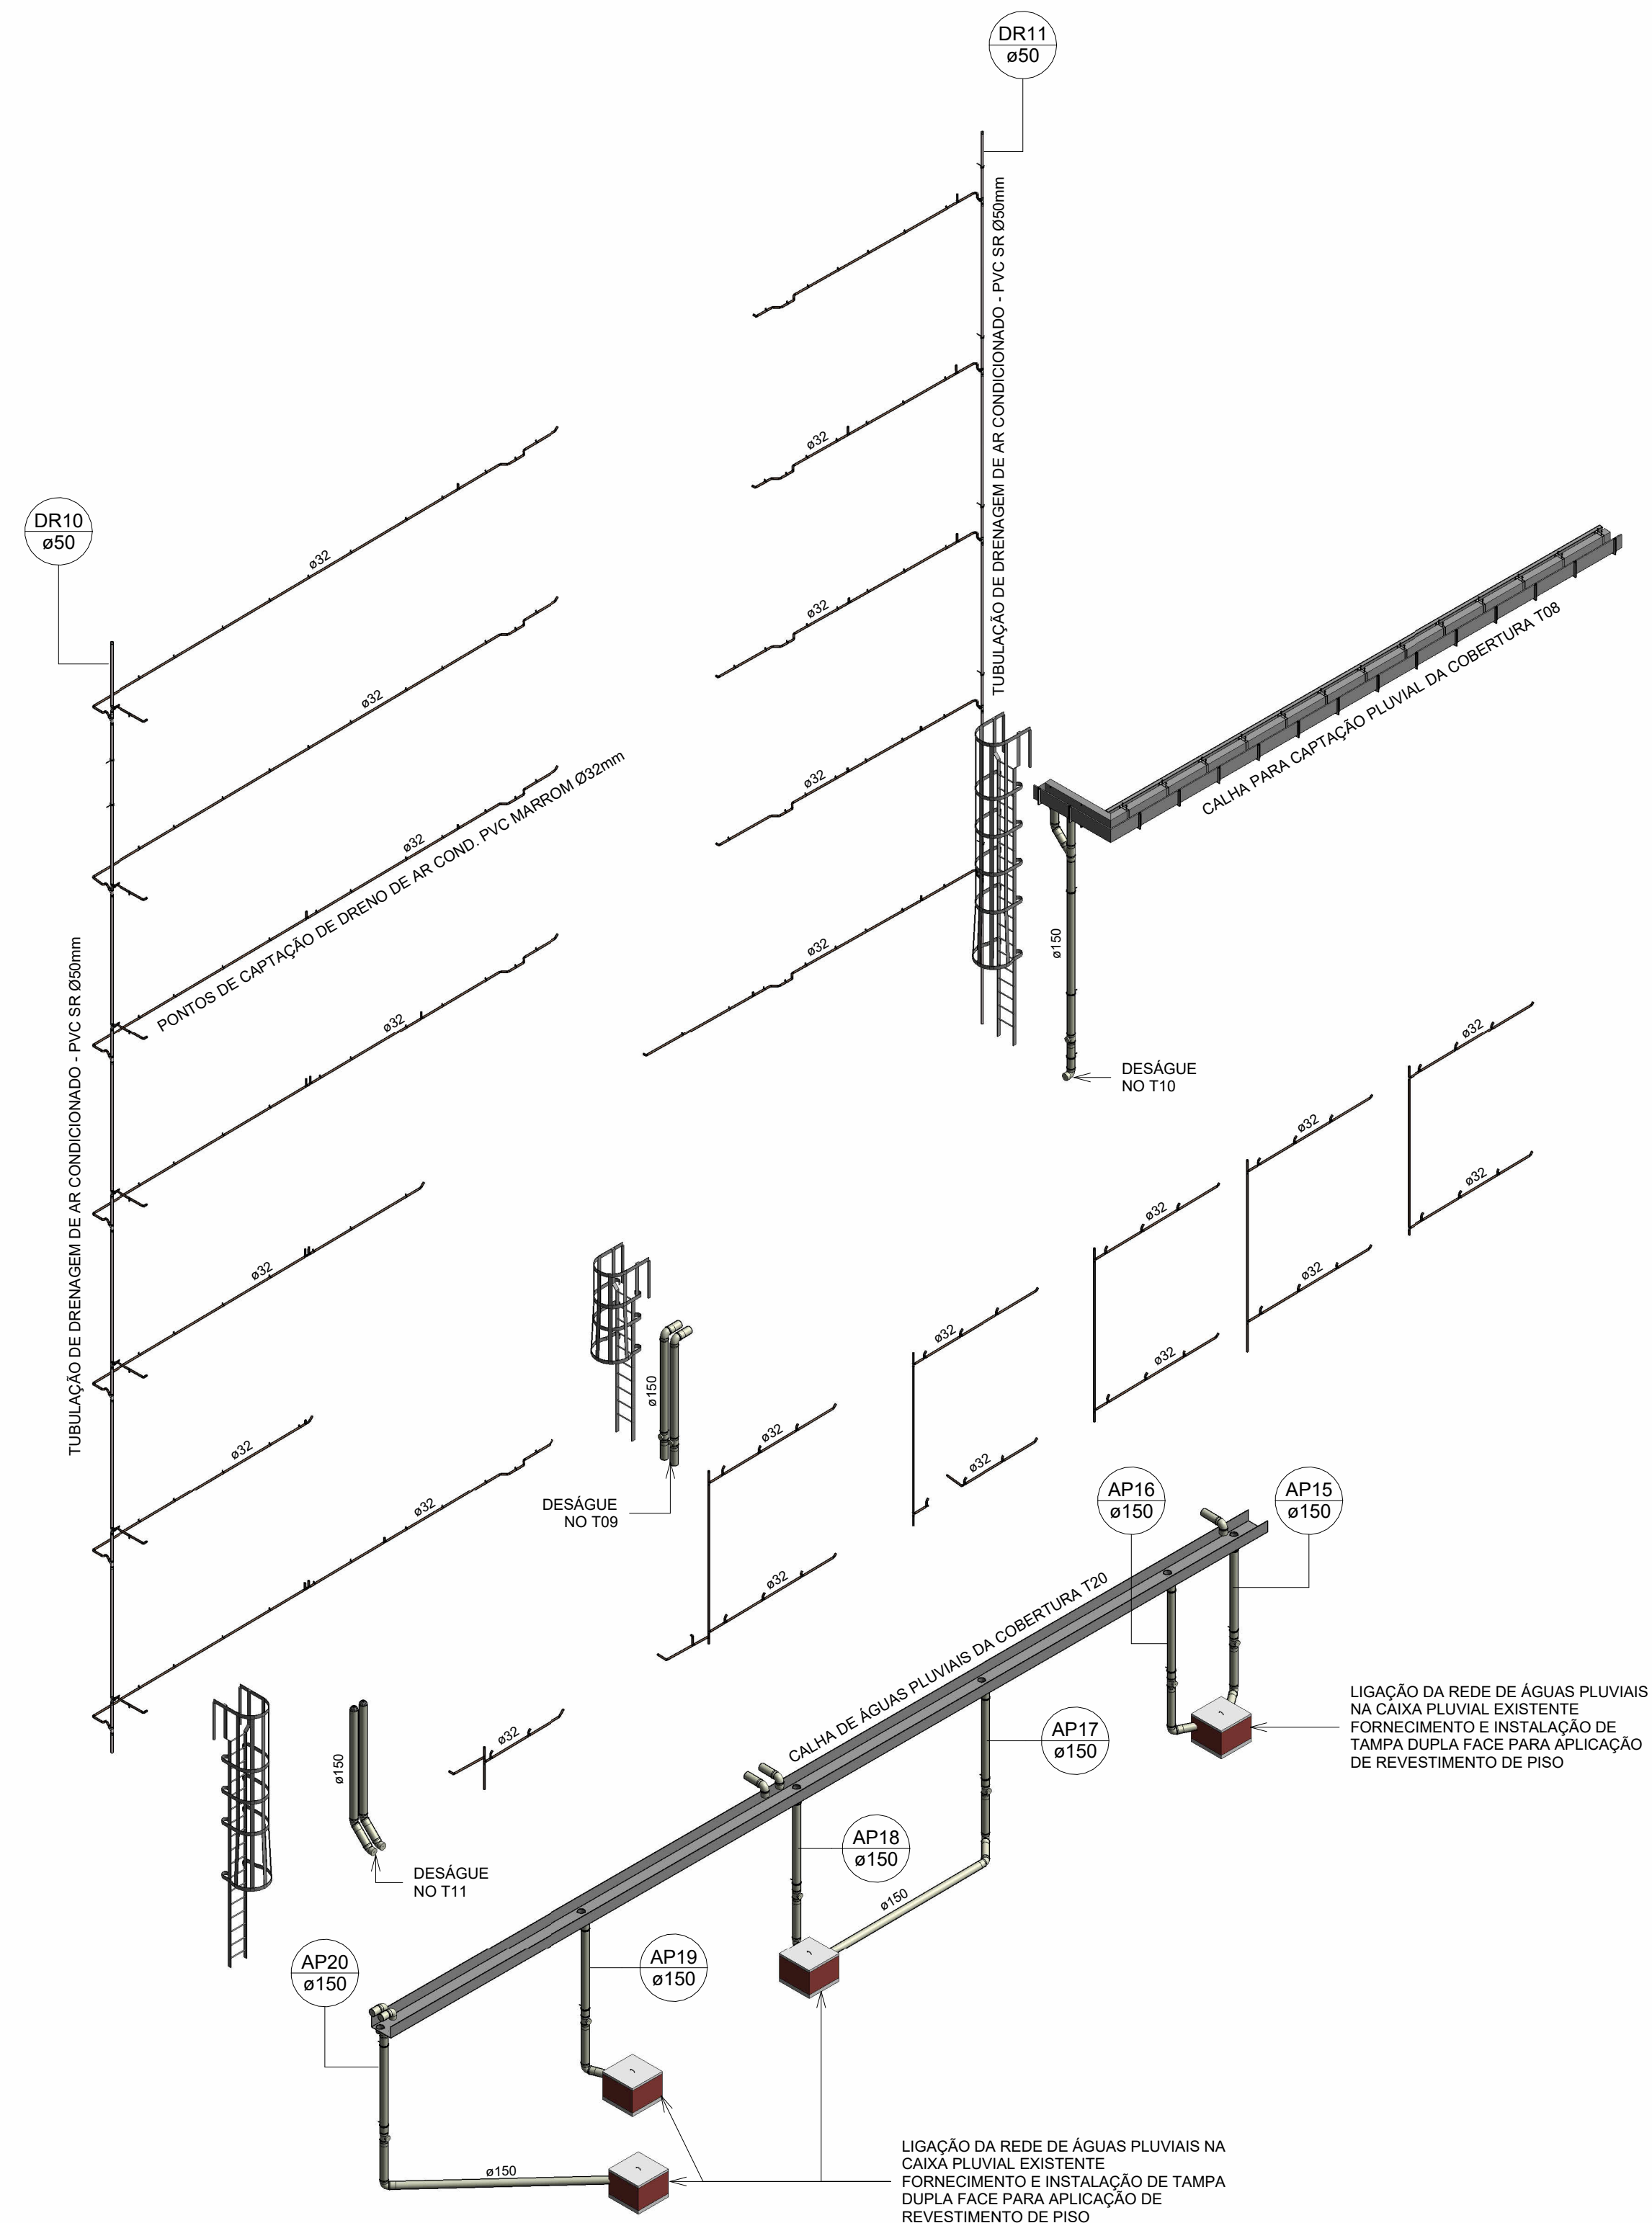 DR11
ø50
TUBULAÇÃO DE DRENAGEM DE AR CONDICIONADO - PVC SR Ø50mm
ø32
ø32
ø32
ø32
DR10
ø50
ø32
ø32
ø32
PONTOS DE CAPTAÇÃO DE DRENO DE AR COND. PVC MARROM Ø32mm
ø32
ø32
ø32
ø32
TUBULAÇÃO DE DRENAGEM DE AR CONDICIONADO - PVC SR Ø50mm
CALHA PARA CAPTAÇÃO PLUVIAL DA COBERTURA T08
ø150
DESÁGUE
NO T10
ø32
ø32
ø32
ø32
ø32
ø32
ø32
ø32
ø32
ø32
ø150
DESÁGUE
NO T09
ø32
ø150
DESÁGUE
NO T11
AP16
ø150
AP15
ø150
CALHA DE ÁGUAS PLUVIAIS DA COBERTURA T20
LIGAÇÃO DA REDE DE ÁGUAS PLUVIAIS
NA CAIXA PLUVIAL EXISTENTE
FORNECIMENTO E INSTALAÇÃO DE
TAMPA DUPLA FACE PARA APLICAÇÃO
DE REVESTIMENTO DE PISO
AP17
ø150
AP18
ø150
ø150
AP19
ø150
AP20
ø150
ø150
LIGAÇÃO DA REDE DE ÁGUAS PLUVIAIS NA
CAIXA PLUVIAL EXISTENTE
FORNECIMENTO E INSTALAÇÃO DE TAMPA
DUPLA FACE PARA APLICAÇÃO DE
REVESTIMENTO DE PISO